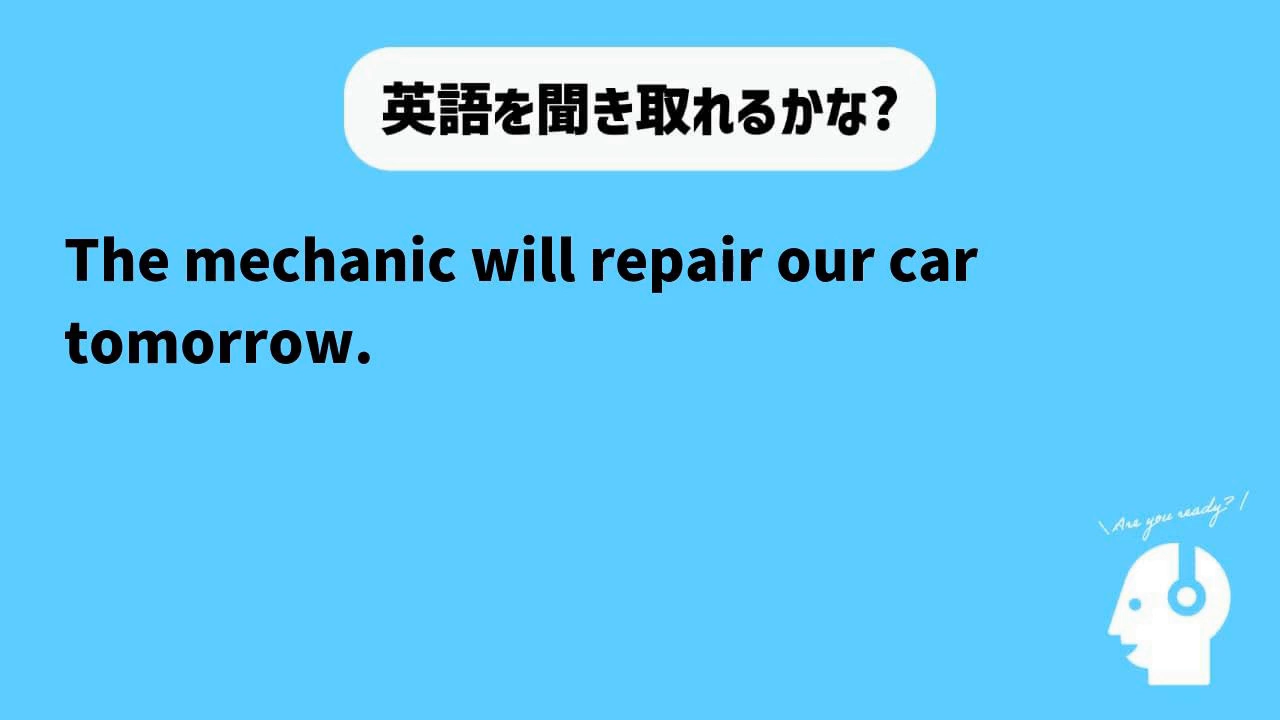 英語を聞き取れるかな?
The mechanic will repair our car
tomorrow.
\Are you ready?/